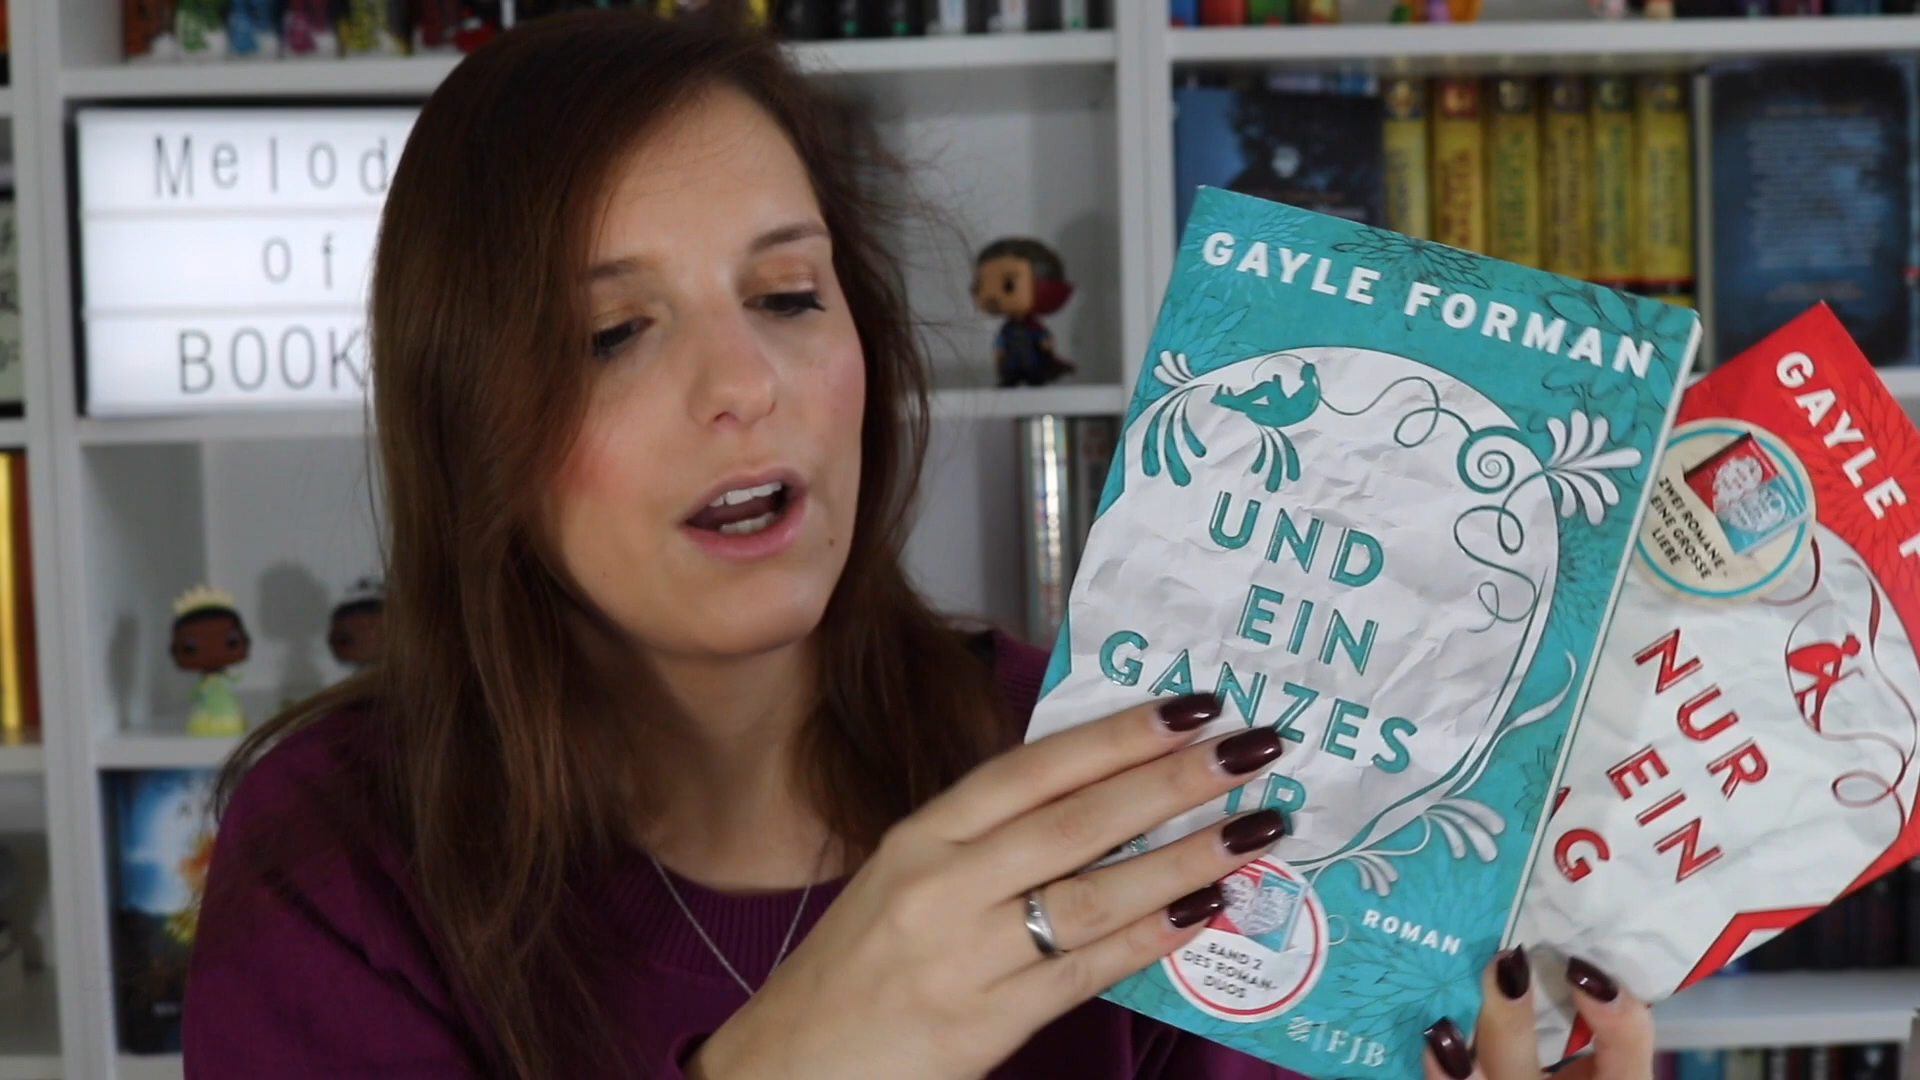 Melod
of
BOOK
GAYLE FORMAN
UND
EIN
GANZES
ROMAN
BAND 2
DES ROMAN-
DUOS
FJB
GAYLE
ZWEI ROMANE –
EINE GROSSE
LIEBE
NUR
EIN